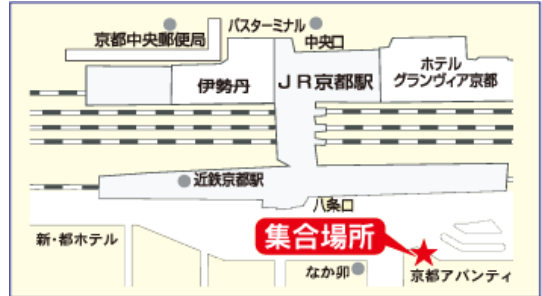 バスターミナル
京都中央郵便局
中央口
ホテル
グランヴィア京都
伊勢丹
JR京都駅
近鉄京都駅
八条口
新・都ホテル
集合場所
なか卯
京都アバンティ